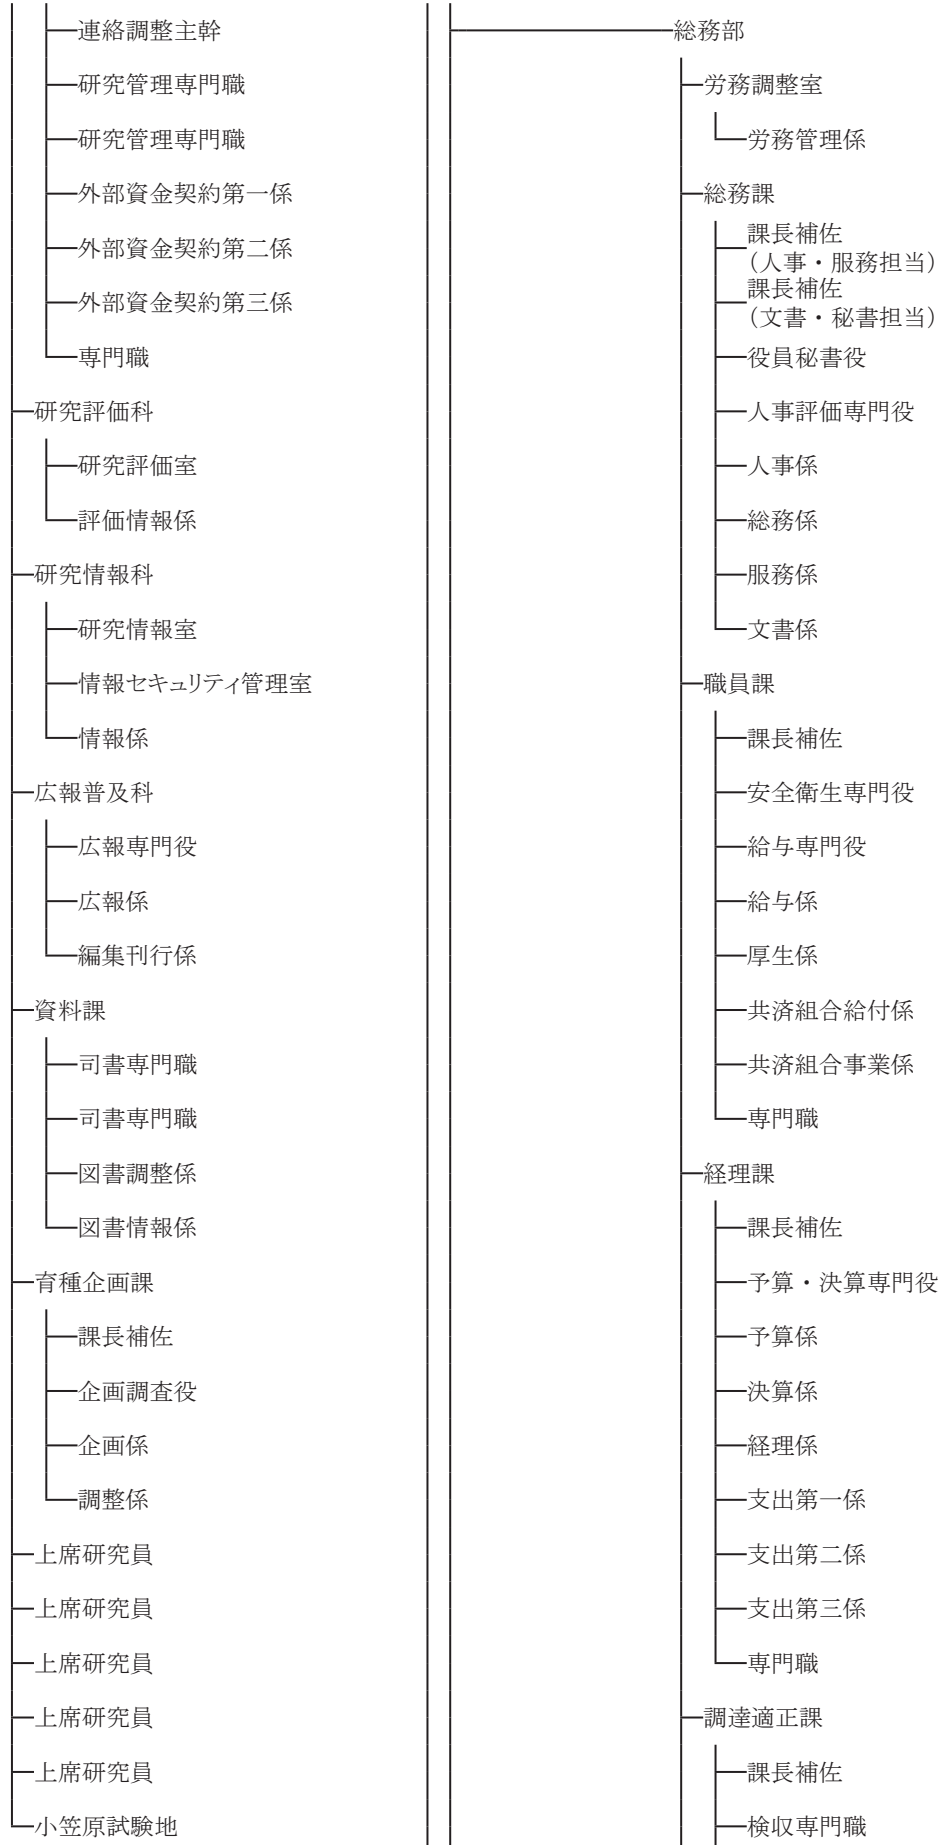 連絡調整主幹
研究管理専門職
研究管理専門職
外部資金契約第一係
外部資金契約第二係
外部資金契約第三係
専門職
研究評価科
研究評価室
評価情報係
研究情報科
研究情報室
情報セキュリティ管理室
情報係
広報普及科
広報専門役
広報係
編集刊行係
資料課
司書専門職
司書専門職
図書調整係
図書情報係
育種企画課
課長補佐
企画調査役
企画係
調整係
上席研究員
上席研究員
上席研究員
上席研究員
上席研究員
小笠原試験地
総務部
労務調整室
労務管理係
総務課
課長補佐
（人事・服務担当）
課長補佐
（文書・秘書担当）
役員秘書役
人事評価専門役
人事係
総務係
服務係
文書係
職員課
課長補佐
安全衛生専門役
給与専門役
給与係
厚生係
共済組合給付係
共済組合事業係
専門職
経理課
課長補佐
予算・決算専門役
予算係
決算係
経理係
支出第一係
支出第二係
支出第三係
専門職
調達適正課
課長補佐
検収専門職